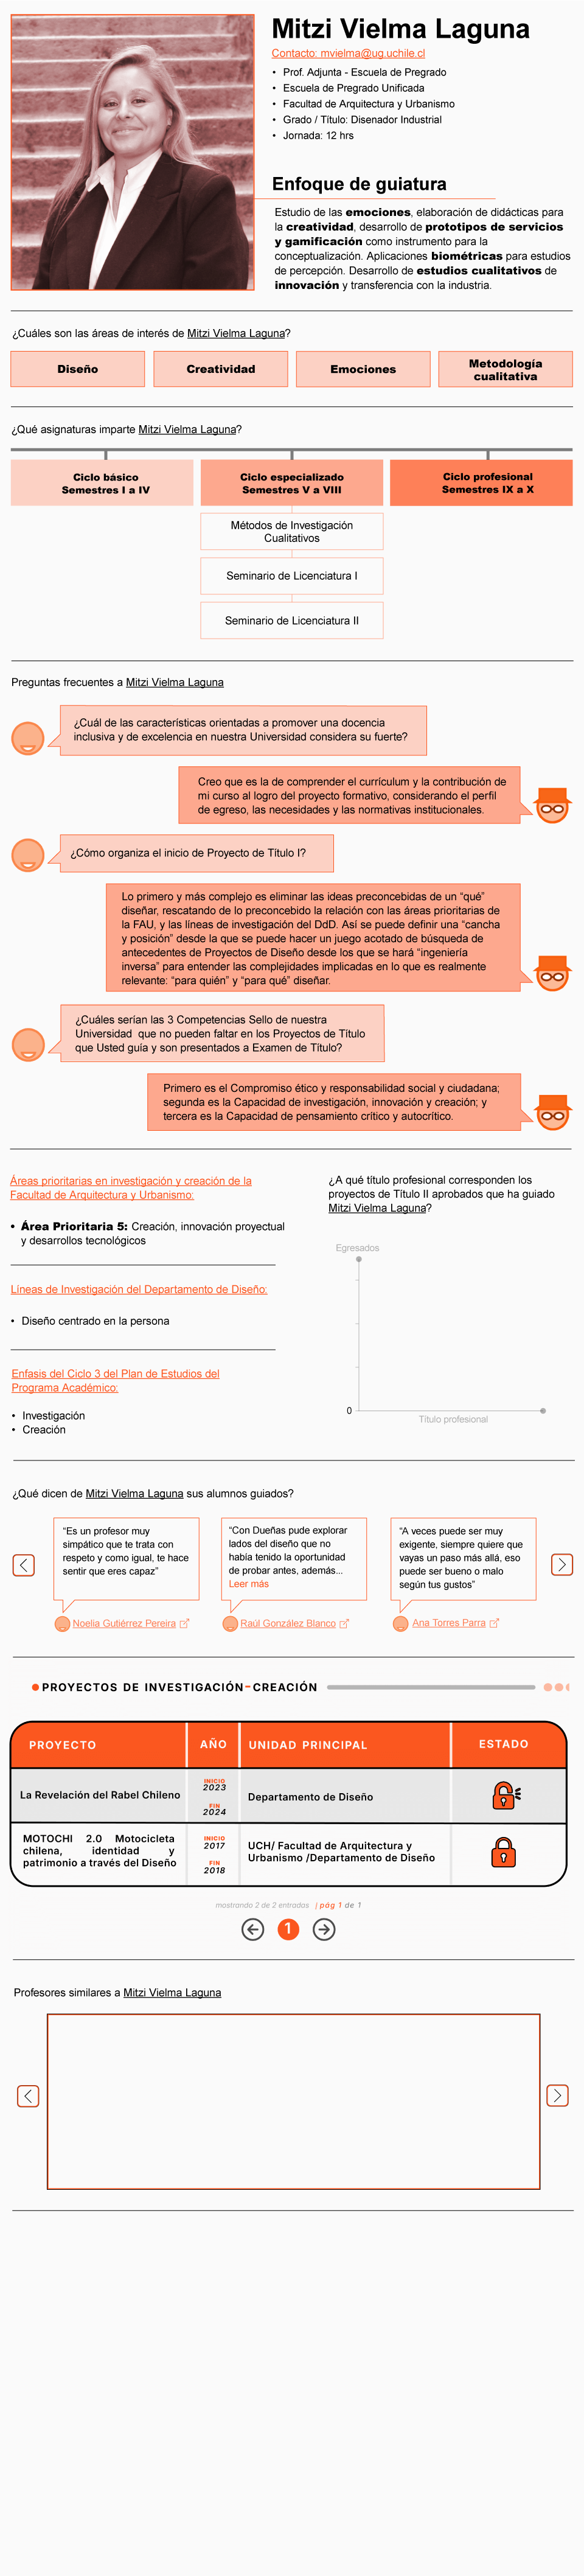 Mitzi Vielma Laguna
Contacto: mvielma@ug.uchile.cl
• Prof. Adjunta - Escuela de Pregrado
• Escuela de Pregrado Unificada
• Facultad de Arquitectura y Urbanismo
• Grado / Título: Disenador Industrial
• Jornada: 12 hrs
Enfoque de guiatura
Estudio de las emociones, elaboración de didácticas para
la creatividad, desarrollo de prototipos de servicios
y gamificación como instrumento para la
conceptualización. Aplicaciones biométricas para estudios
de percepción. Desarrollo de estudios cualitativos de
innovación y transferencia con la industria.
¿Cuáles son las áreas de interés de Mitzi Vielma Laguna?
Diseño
Creatividad
Emociones
Metodología
cualitativa
¿Qué asignaturas imparte Mitzi Vielma Laguna?
Ciclo básico
Semestres I a IV
Ciclo especializado
Semestres V a VIII
Ciclo profesional
Semestres IX a X
Métodos de Investigación
Cualitativos
Seminario de Licenciatura I
Seminario de Licenciatura II
Preguntas frecuentes a Mitzi Vielma Laguna
¿Cuál de las características orientadas a promover una docencia
inclusiva y de excelencia en nuestra Universidad considera su fuerte?
Creo que es la de comprender el currículum y la contribución de
mi curso al logro del proyecto formativo, considerando el perfil
de egreso, las necesidades y las normativas institucionales.
¿Cómo organiza el inicio de Proyecto de Título I?
Lo primero y más complejo es eliminar las ideas preconcebidas de un “qué”
diseñar, rescatando de lo preconcebido la relación con las áreas prioritarias de
la FAU, y las líneas de investigación del DdD. Así se puede definir una “cancha
y posición” desde la que se puede hacer un juego acotado de búsqueda de
antecedentes de Proyectos de Diseño desde los que se hará “ingeniería
inversa” para entender las complejidades implicadas en lo que es realmente
relevante: “para quién” y “para qué” diseñar.
¿Cuáles serían las 3 Competencias Sello de nuestra
Universidad que no pueden faltar en los Proyectos de Título
que Usted guía y son presentados a Examen de Título?
Primero es el Compromiso ético y responsabilidad social y ciudadana;
segunda es la Capacidad de investigación, innovación y creación; y
tercera es la Capacidad de pensamiento crítico y autocrítico.
Áreas prioritarias en investigación y creación de la
Facultad de Arquitectura y Urbanismo:
• Área Prioritaria 5: Creación, innovación proyectual
y desarrollos tecnológicos
Líneas de Investigación del Departamento de Diseño:
• Diseño centrado en la persona
Enfasis del Ciclo 3 del Plan de Estudios del
Programa Académico:
• Investigación
• Creación
¿A qué título profesional corresponden los
proyectos de Título II aprobados que ha guiado
Mitzi Vielma Laguna?
Egresados
0
Título profesional
¿Qué dicen de Mitzi Vielma Laguna sus alumnos guiados?
“Es un profesor muy
simpático que te trata con
respeto y como igual, te hace
sentir que eres capaz”
Noelia Gutiérrez Pereira
“Con Dueñas pude explorar
lados del diseño que no
había tenido la oportunidad
de probar antes, además...
Leer más
Raúl González Blanco
“A veces puede ser muy
exigente, siempre quiere que
vayas un paso más allá, eso
puede ser bueno o malo
según tus gustos”
Ana Torres Parra
PROYECTOS DE INVESTIGACIÓN-CREACIÓN
PROYECTO AÑO UNIDAD PRINCIPAL ESTADO
La Revelación del Rabel Chileno
INICIO
2023
FIN
2024
Departamento de Diseño
MOTOCHI 2.0 Motocicleta
chilena, identidad y
patrimonio a través del Diseño
INICIO
2017
FIN
2018
UCH/ Facultad de Arquitectura y
Urbanismo /Departamento de Diseño
mostrando 2 de 2 entradas | pág 1 de 1
1
Profesores similares a Mitzi Vielma Laguna